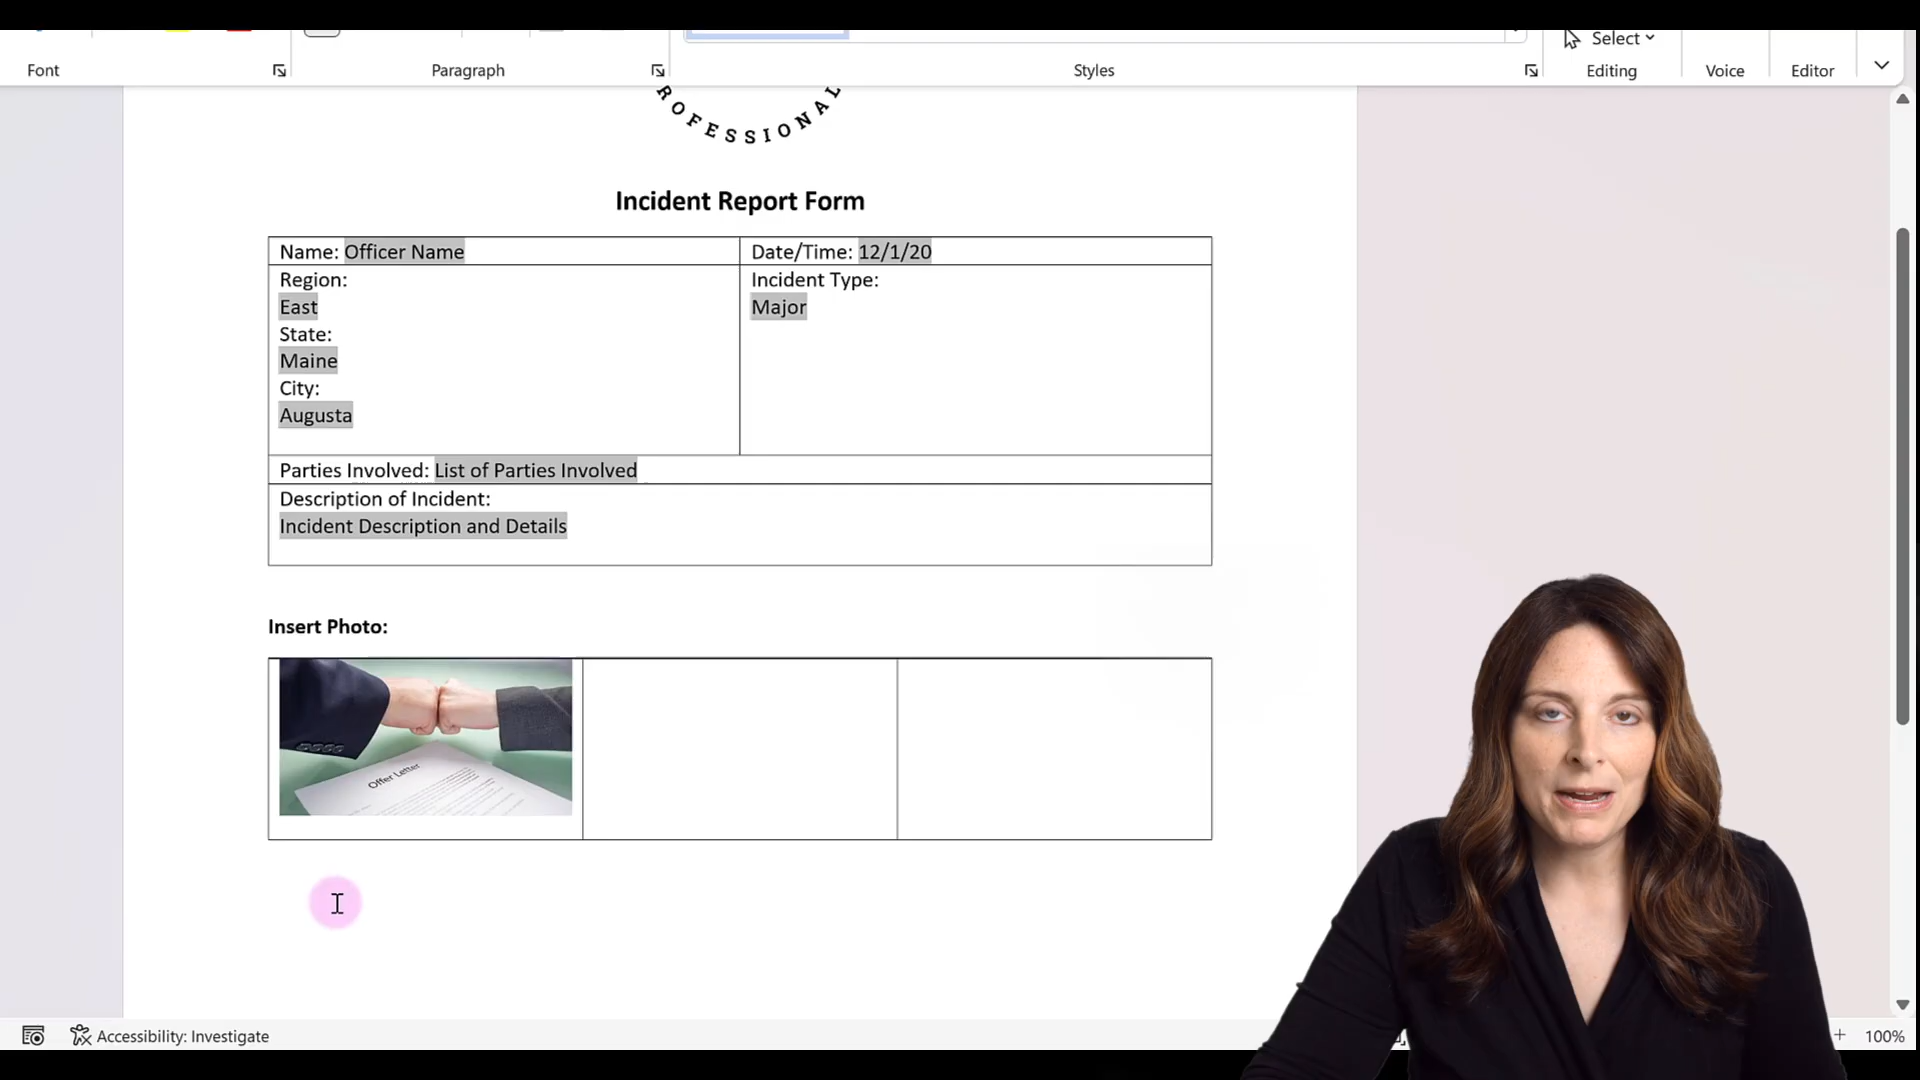 Select
Font
Paragraph
Styles
Editing
Voice
Editor
ROFESSIONAL
Incident Report Form
Name: Officer Name
Date/Time: 12/1/20
Region:
East
State:
Maine
City:
Augusta
Incident Type:
Major
Parties Involved: List of Parties Involved
Description of Incident:
Incident Description and Details
Insert Photo:
Offer Letter
Accessibility: Investigate
100%